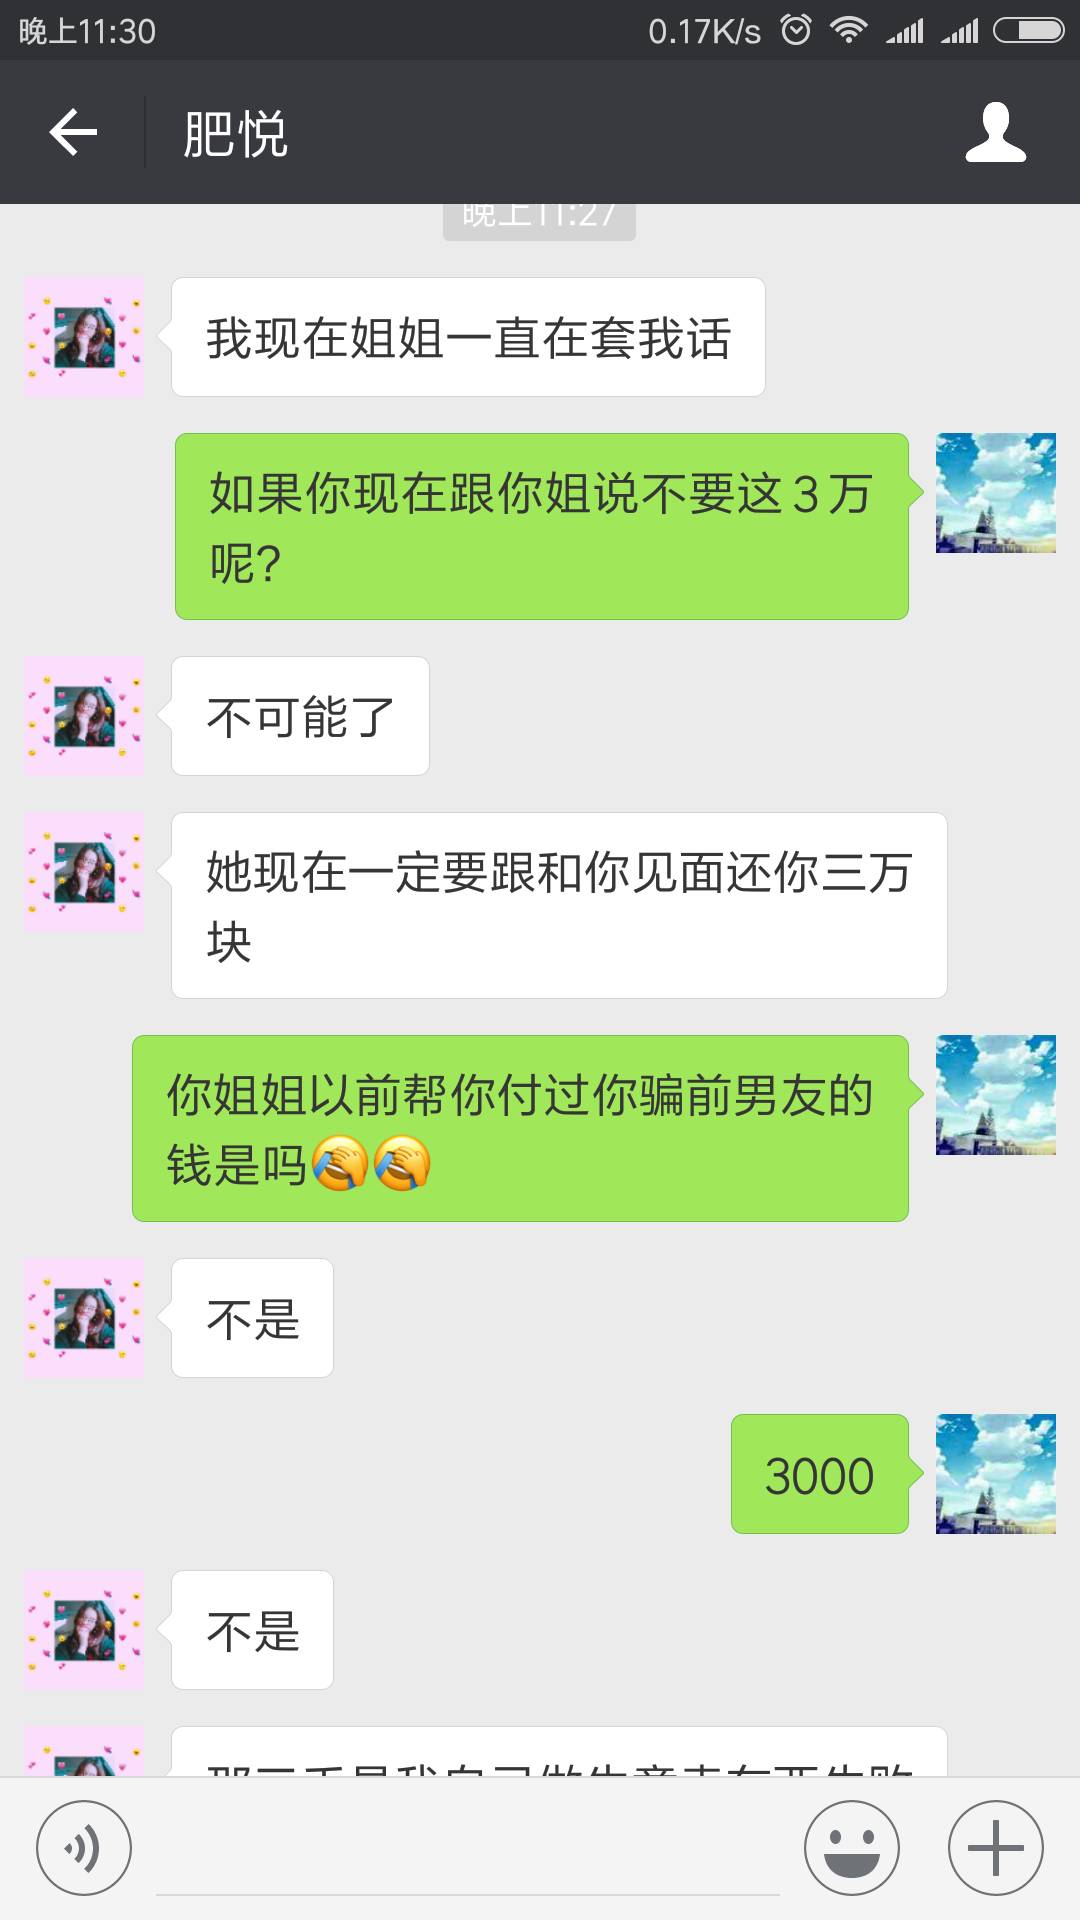 晚上11:30
0.17K/s
肥悦
晚上11:27
我现在姐姐一直在套我话
如果你现在跟你姐说不要这３万
呢?
不可能了
她现在一定要跟和你见面还你三万
块
你姐姐以前帮你付过你骗前男友的
钱是吗🤦🤦
不是
3000
不是